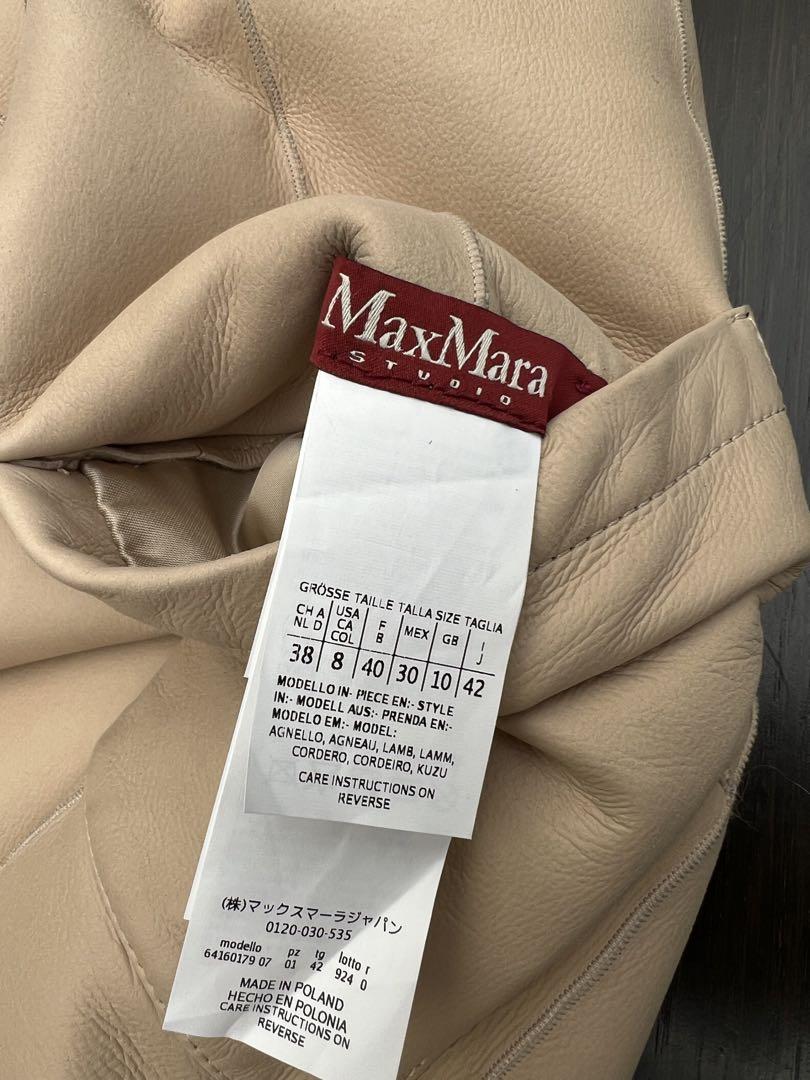 MaxMara
STUDIO
GRÖSSE TAILLE TALLA SIZE TAGLIA
CH A USA F MEX GB I
NL D CA B J
COL
38 8 40 30 10 42
MODELLO IN- PIECE EN:- STYLE
IN:- MODELL AUS:- PRENDA EN:-
MODELO EM:- MODEL:
AGNELLO, AGNEAU, LAMB, LAMM,
CORDERO, CORDEIRO, KUZU
CARE INSTRUCTIONS ON
REVERSE
(株)マックスマーラジャパン
0120-030-535
modello pz tg lotto r
64160179 07 01 42 924 0
MADE IN POLAND
HECHO EN POLONIA
CARE INSTRUCTIONS ON
REVERSE